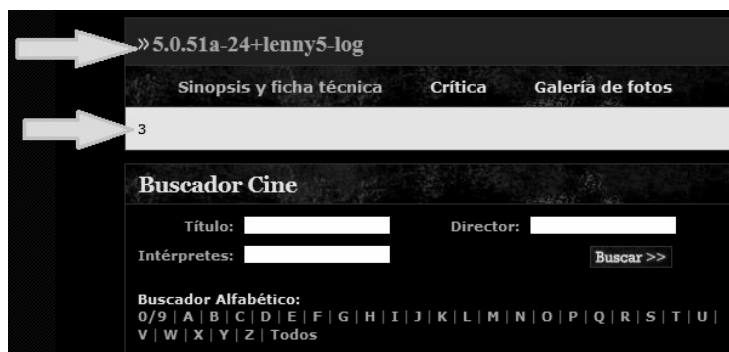 »5.0.51a-24+lenny5-log
Sinopsis y ficha técnica Crítica Galería de fotos
3
Buscador Cine
Título: Director:
Intérpretes: Buscar >>
Buscador Alfabético:
0/9 | A | B | C | D | E | F | G | H | I | J | K | L | M | N | O | P | Q | R | S | T | U |
V | W | X | Y | Z | Todos